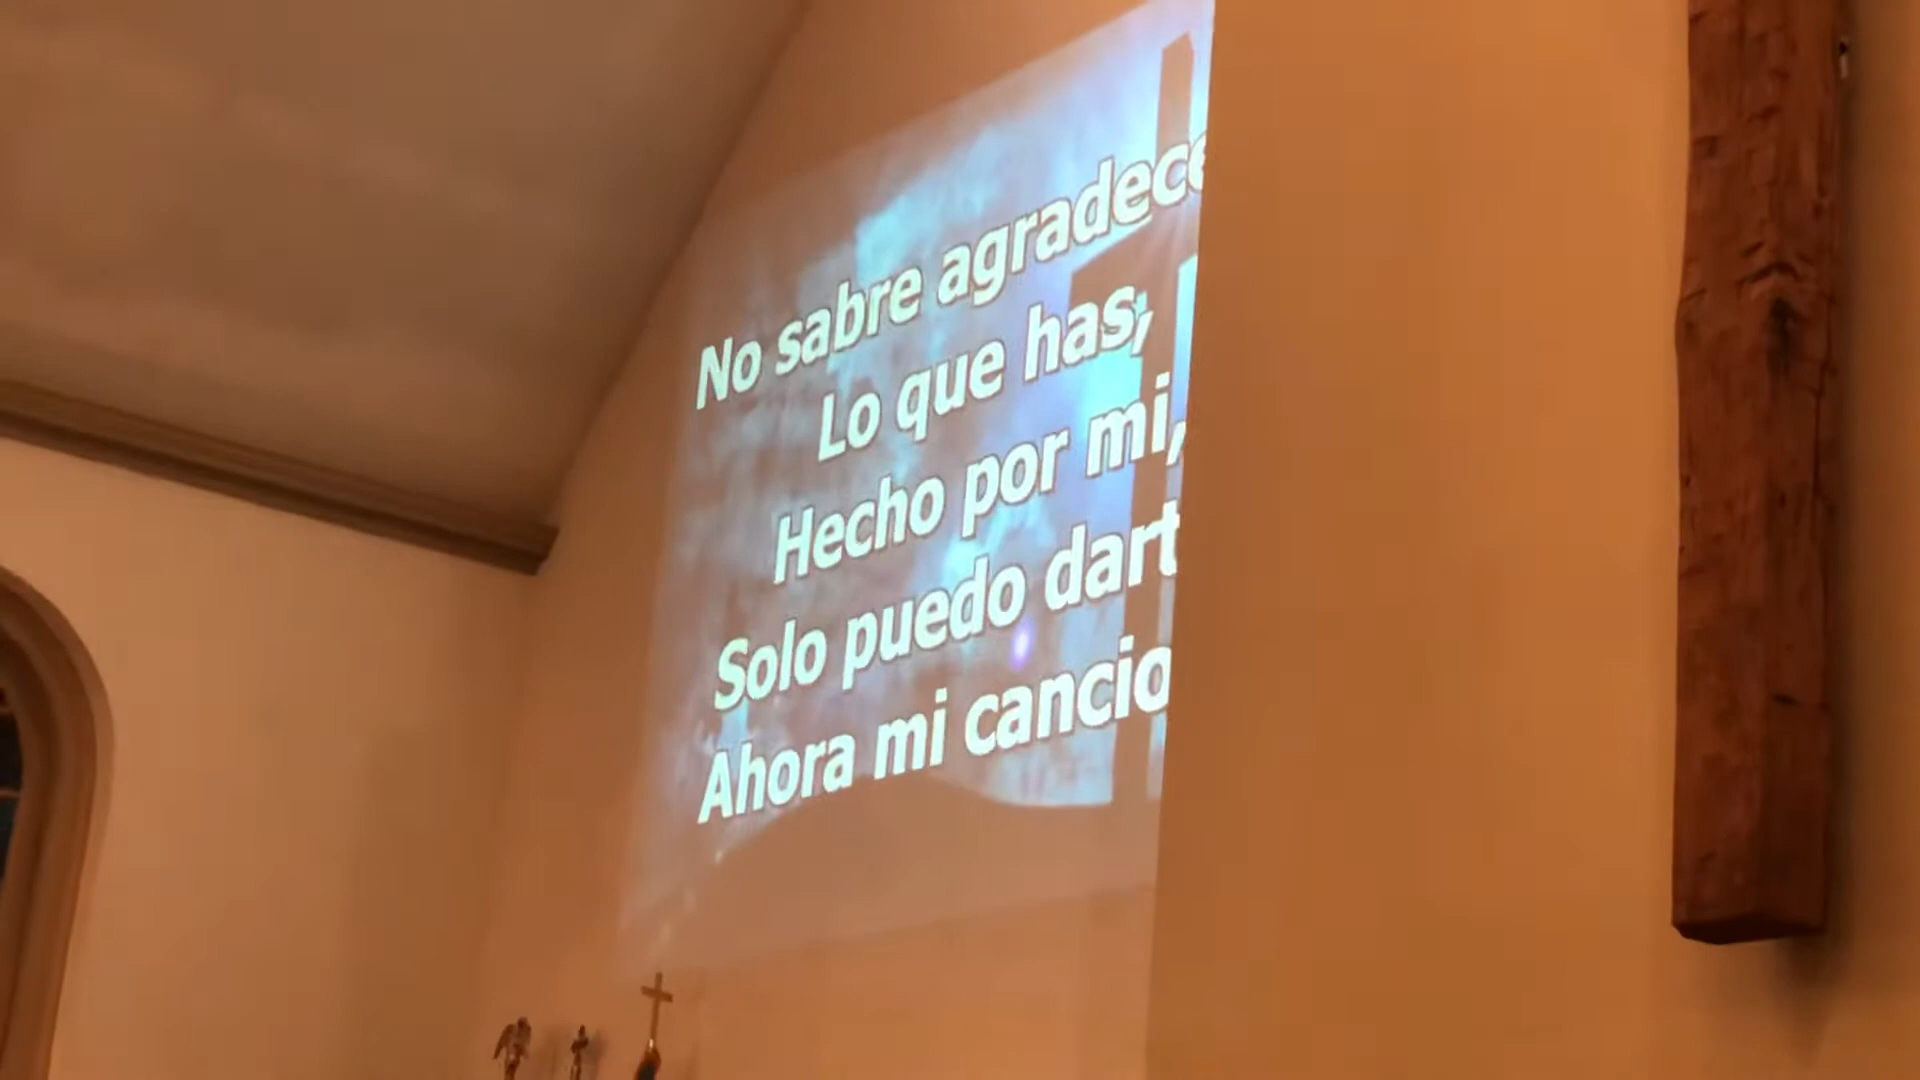 No sabre agradece
Lo que has,
Hecho por mi,
Solo puedo dart
Ahora mi cancio